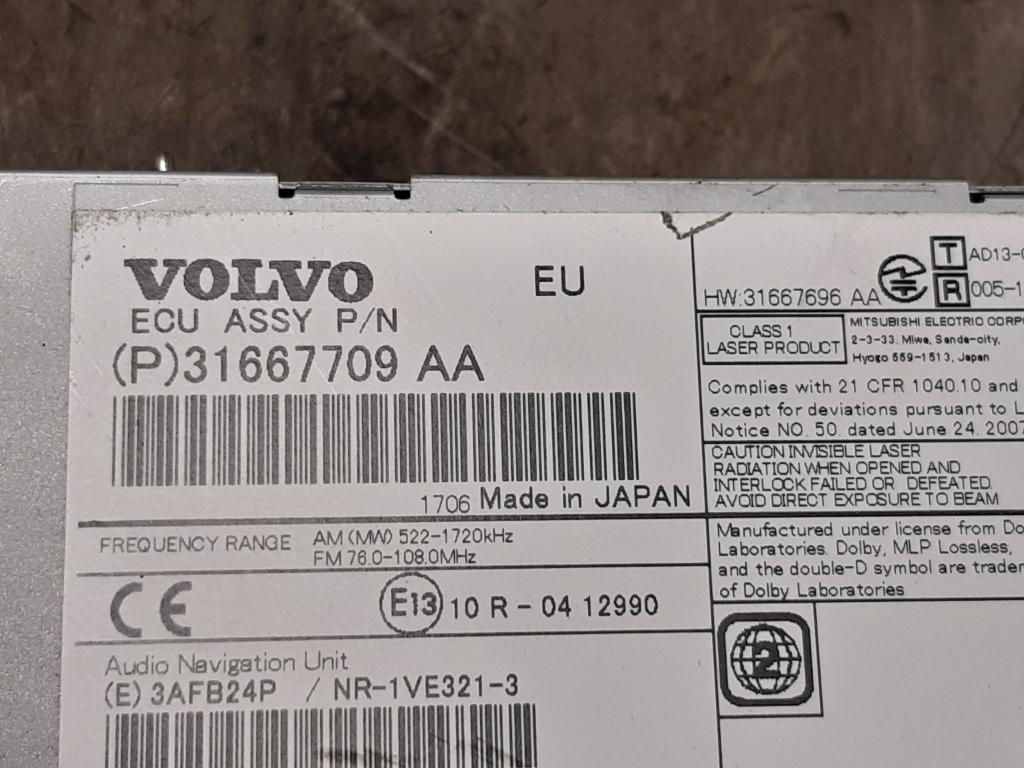 VOLVO
EU
ECU ASSY P/N
(P)31667709 AA
1706 Made in JAPAN
FREQUENCY RANGE
AM (MW) 522-1720kHz
FM 76.0-108.0MHz
CE
E13 10 R - 04 12990
Audio Navigation Unit
(E) 3AFB24P / NR-1VE321-3
HW:31667696 AA
T AD13-
R 005-1
CLASS 1
LASER PRODUCT
MITSUBISHI ELECTRIC
2-3-33. Miwa, Sanda-city,
Hyogo 669-1513, Japan
Complies with 21 CFR 1040.10 and
except for deviations pursuant to
Notice NO. 50, dated June 24. 2007
CAUTION INVISIBLE LASER
RADIATION WHEN OPENED AND
INTERLOCK FAILED OR DEFEATED.
AVOID DIRECT EXPOSURE TO BEAM
Manufactured under license from
Laboratories. Dolby, MLP Lossless,
and the double-D symbol are
of Dolby Laboratories
2